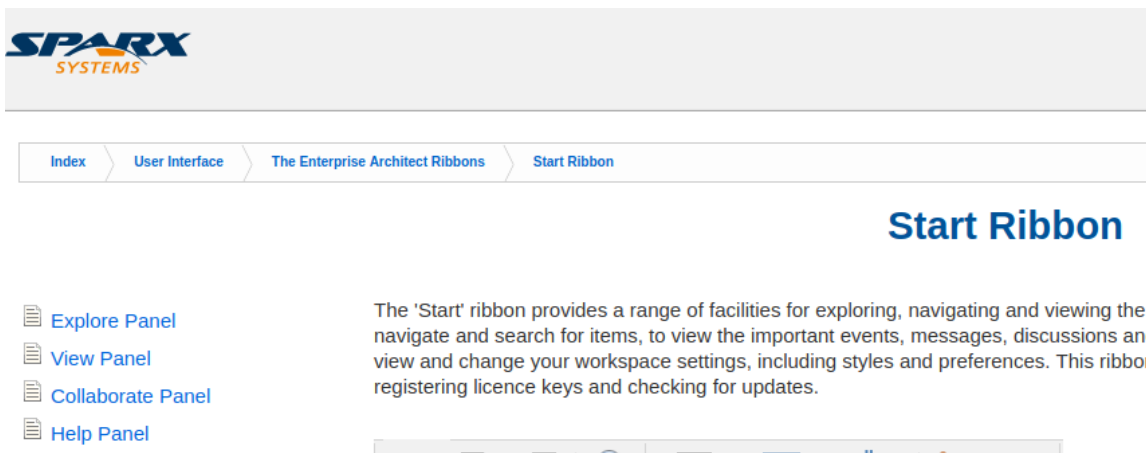 SPARX
SYSTEMS
Index
User Interface
The Enterprise Architect Ribbons
Start Ribbon
Start Ribbon
Explore Panel
View Panel
Collaborate Panel
Help Panel
The 'Start' ribbon provides a range of facilities for exploring, navigating and viewing the
navigate and search for items, to view the important events, messages, discussions an
view and change your workspace settings, including styles and preferences. This ribbo
registering licence keys and checking for updates.